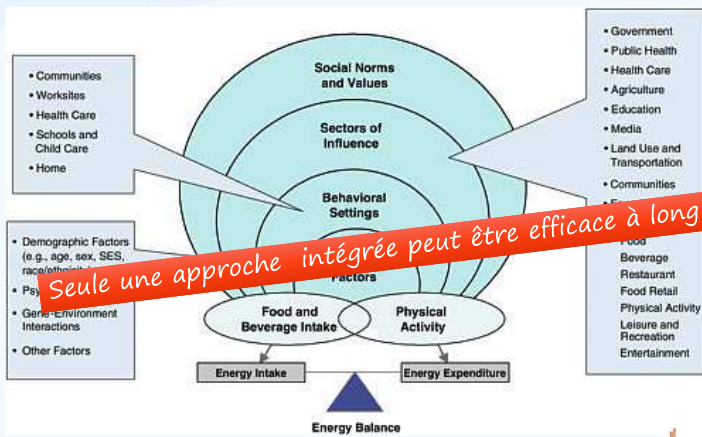 • Communities
• Worksites
• Health Care
• Schools and
Child Care
• Home
• Demographic Factors
(e.g., age, sex, SES,
• Gene-Environment
Interactions
• Other Factors
Social Norms
and Values
Sectors of
Influence
Behavioral
Settings
Factors
Food and
Beverage Intake
Physical
Activity
Energy Intake
Energy Expenditure
Energy Balance
• Government
• Public Health
• Health Care
• Agriculture
• Education
• Media
• Land Use and
Transportation
• Communities
Food
Beverage
Restaurant
Food Retail
Physical Activity
Leisure and
Recreation
Entertainment
Seule une approche intégrée peut être efficace à long